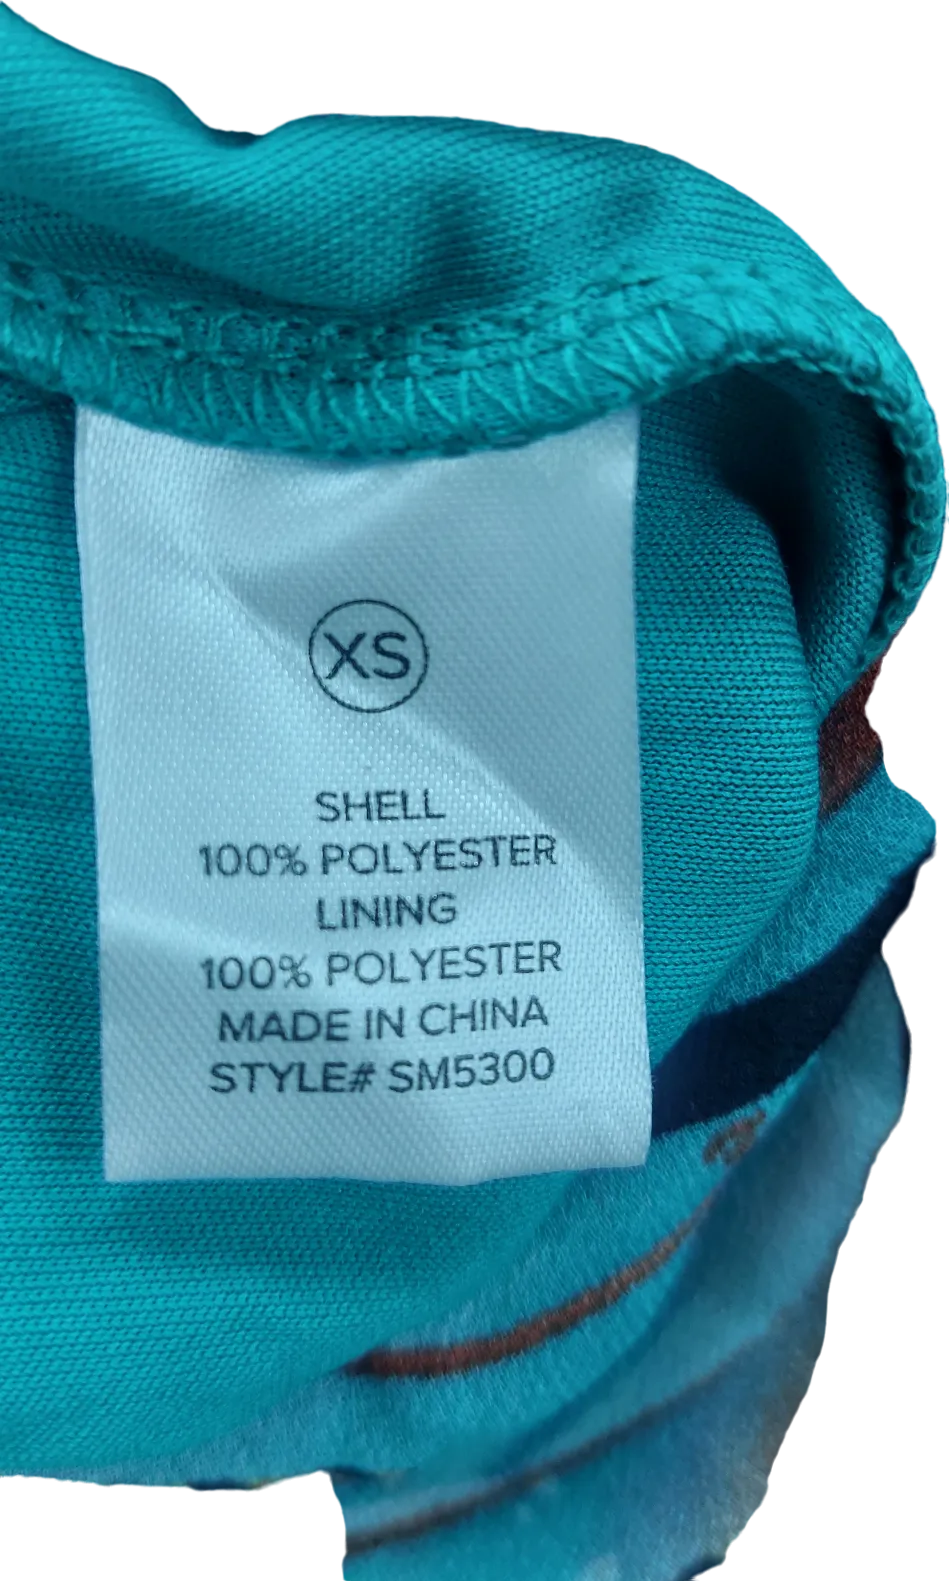 XS
SHELL
100% POLYESTER
LINING
100% POLYESTER
MADE IN CHINA
STYLE# SM5300